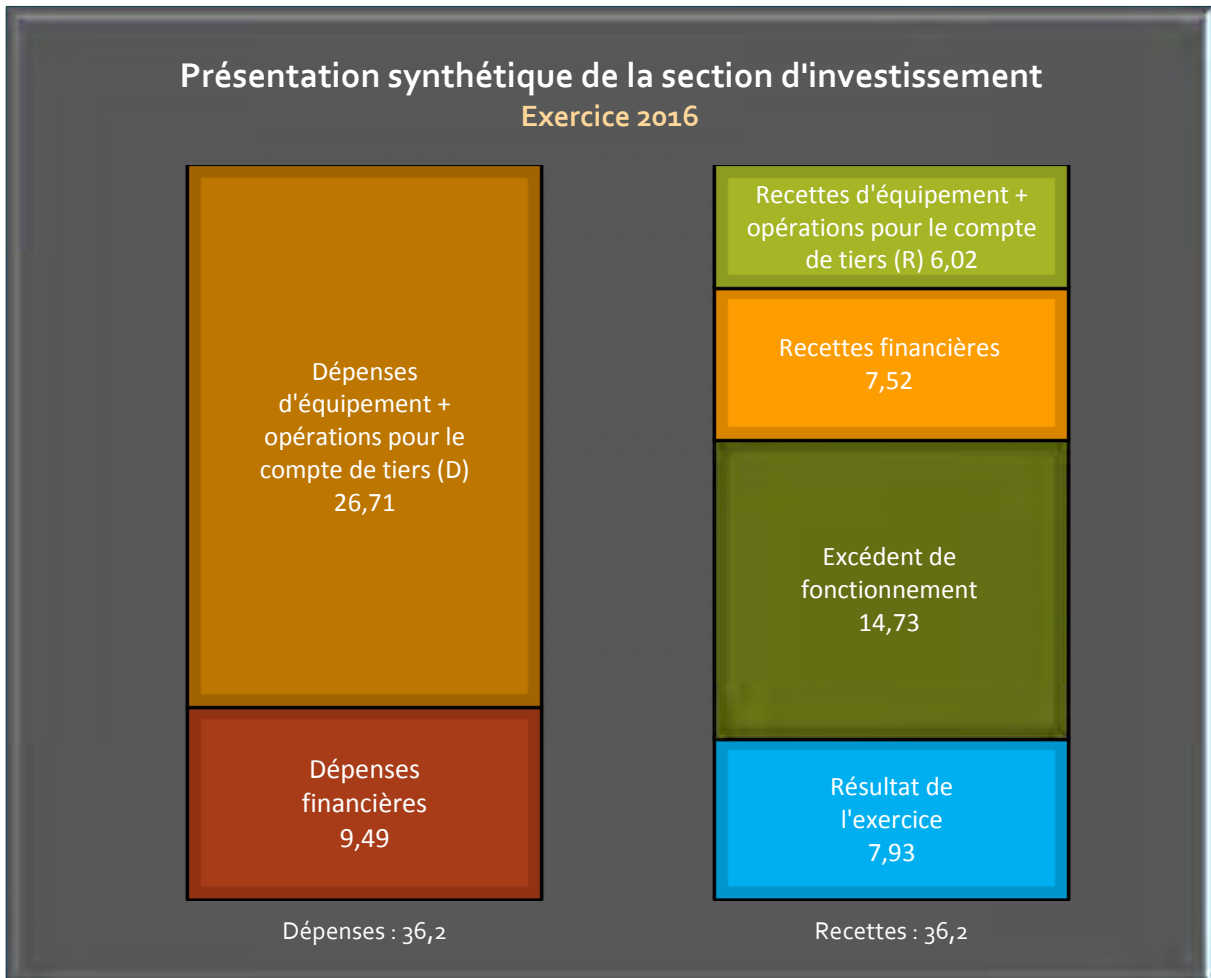 Présentation synthétique de la section d'investissement
Exercice 2016
Dépenses
d'équipement +
opérations pour le
compte de tiers (D)
26,71
Dépenses
financières
9,49
Dépenses : 36,2
Recettes d'équipement +
opérations pour le compte
de tiers (R) 6,02
Recettes financières
7,52
Excédent de
fonctionnement
14,73
Résultat de
l'exercice
7,93
Recettes : 36,2